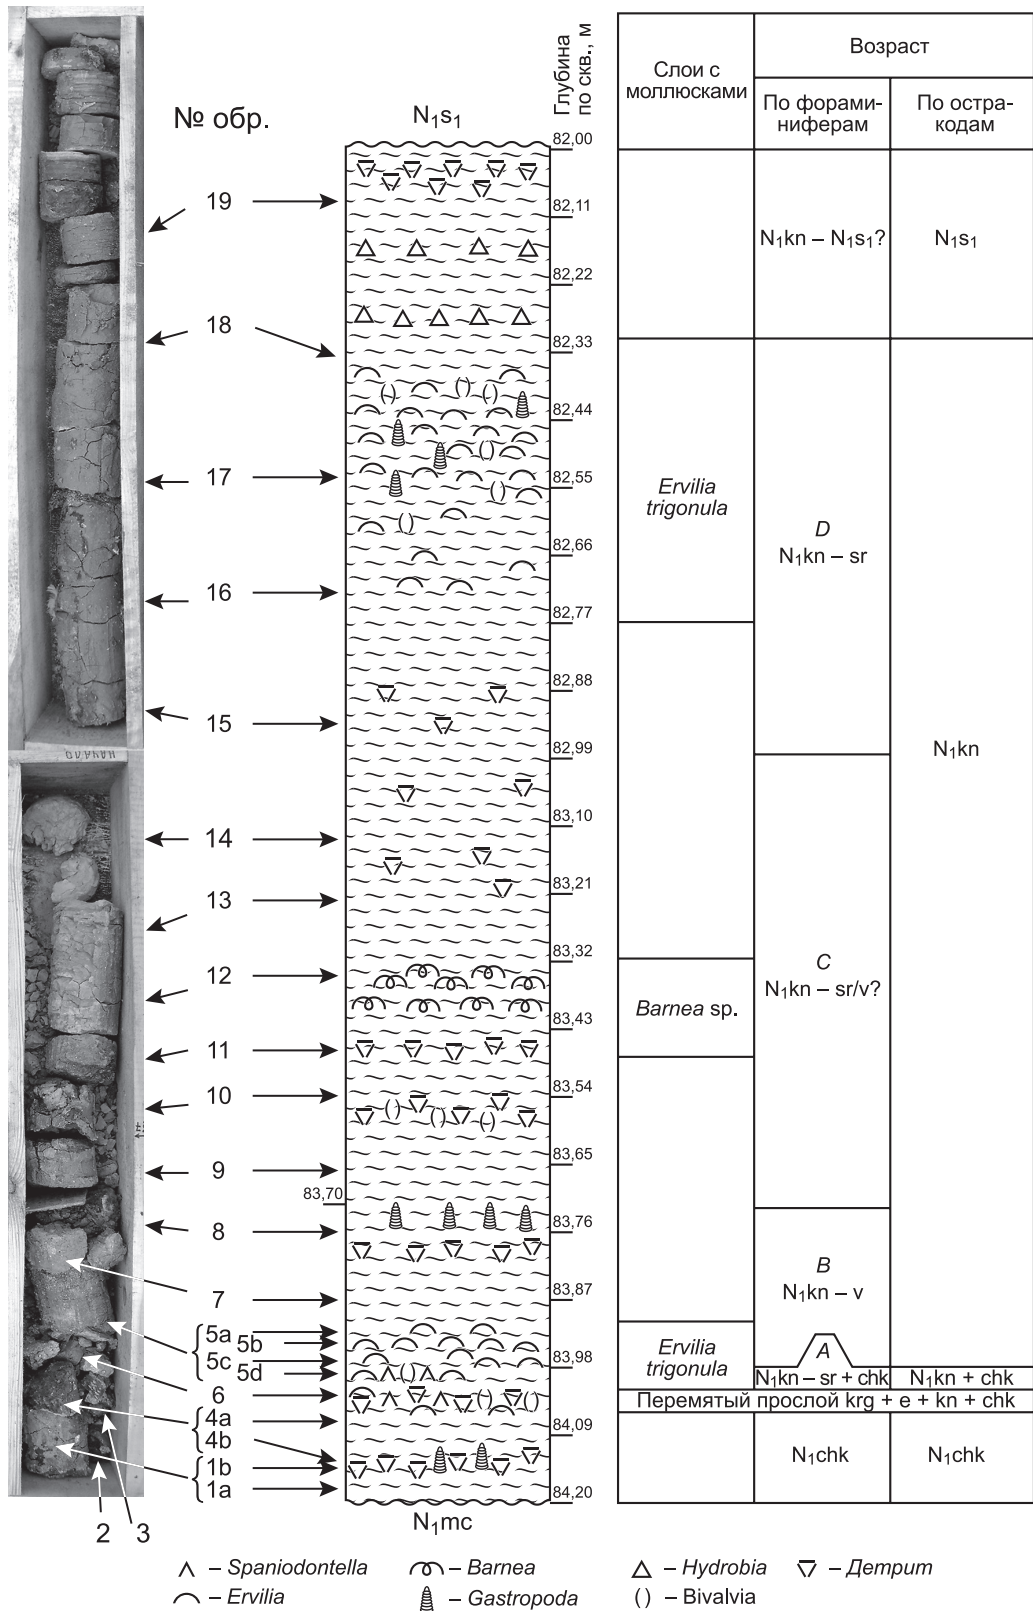 № обр.
N₁s₁
Глубина
по скв., м
Слои с
моллюсками
Возраст
По форами-
ниферам
По остра-
кодам
82,00
19
82,11
N₁kn – N₁s₁?
N₁s₁
82,22
18
82,33
82,44
17
82,55
Ervilia
trigonula
D
N₁kn – sr
82,66
16
82,77
82,88
15
82,99
N₁kn
83,10
14
83,21
13
83,32
12
C
N₁kn – sr/v?
Barnea sp.
83,43
11
83,54
10
83,65
9
83,70
8
83,76
B
N₁kn – v
7
83,87
5a
5b
5c
5d
83,98
Ervilia
trigonula
A
N₁kn – sr + chk
N₁kn + chk
6
Перемятый прослой krg + e + kn + chk
4a
84,09
4b
1b
1a
N₁chk
N₁chk
84,20
2
3
N₁mc
– Spaniodontella
– Barnea
– Hydrobia
– Детрит
– Ervilia
– Gastropoda
() – Bivalvia